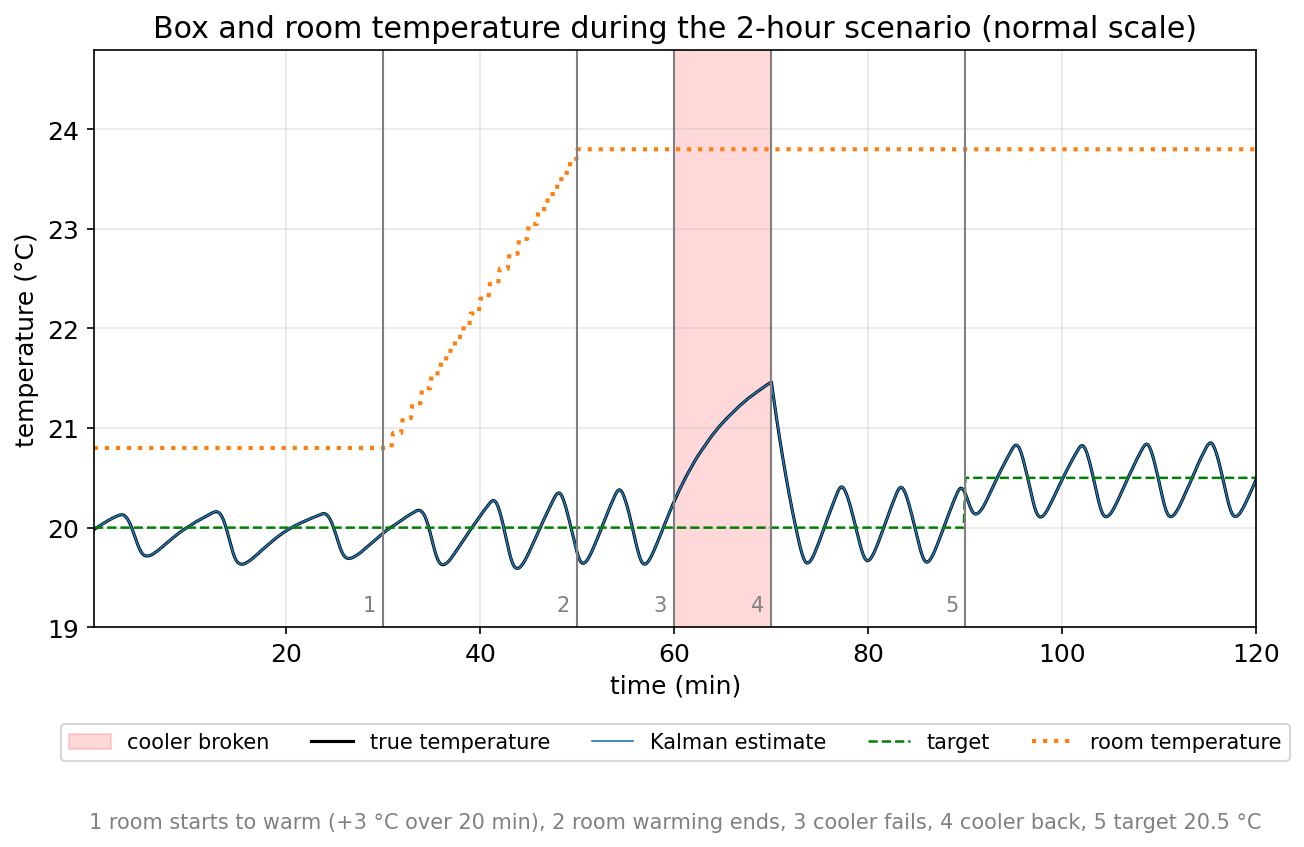 Box and room temperature during the 2-hour scenario (normal scale)
temperature (°C)
24
23
22
21
20
19
1
2
3
4
5
20
40
60
80
100
120
time (min)
cooler broken
true temperature
Kalman estimate
target
room temperature
1 room starts to warm (+3 °C over 20 min), 2 room warming ends, 3 cooler fails, 4 cooler back, 5 target 20.5 °C